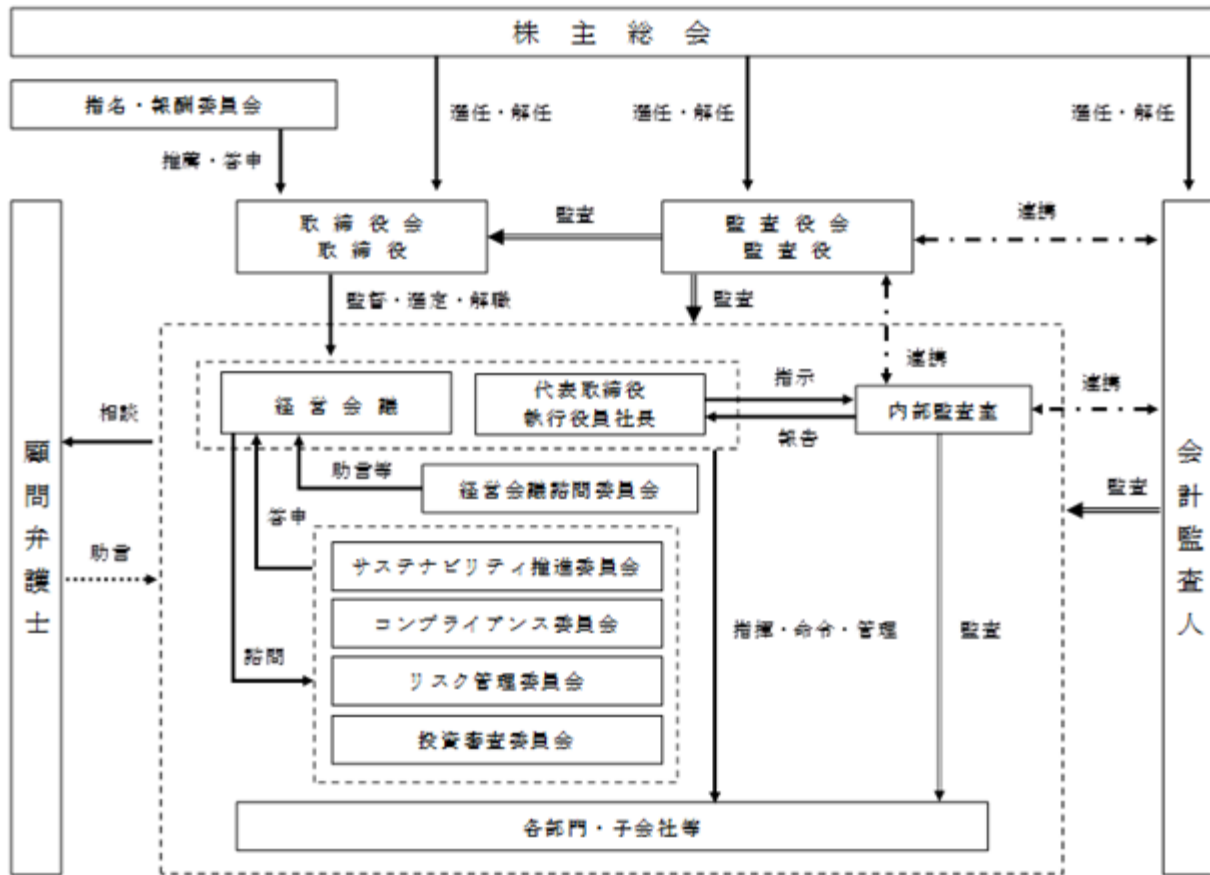 株主総会
指名・報酬委員会
選任・解任
選任・解任
選任・解任
推薦・答申
取締役会
取締役
監査
監査役会
監査役
連携
監督・選定・解職
監査
連携
連携
経営会議
代表取締役
執行役員社長
指示
報告
内部監査室
相談
助言等
経営会議諮問委員会
答申
監査
顧問弁護士
会計監査人
助言
サステナビリティ推進委員会
コンプライアンス委員会
指揮・命令・管理
監査
諮問
リスク管理委員会
投資審査委員会
各部門・子会社等